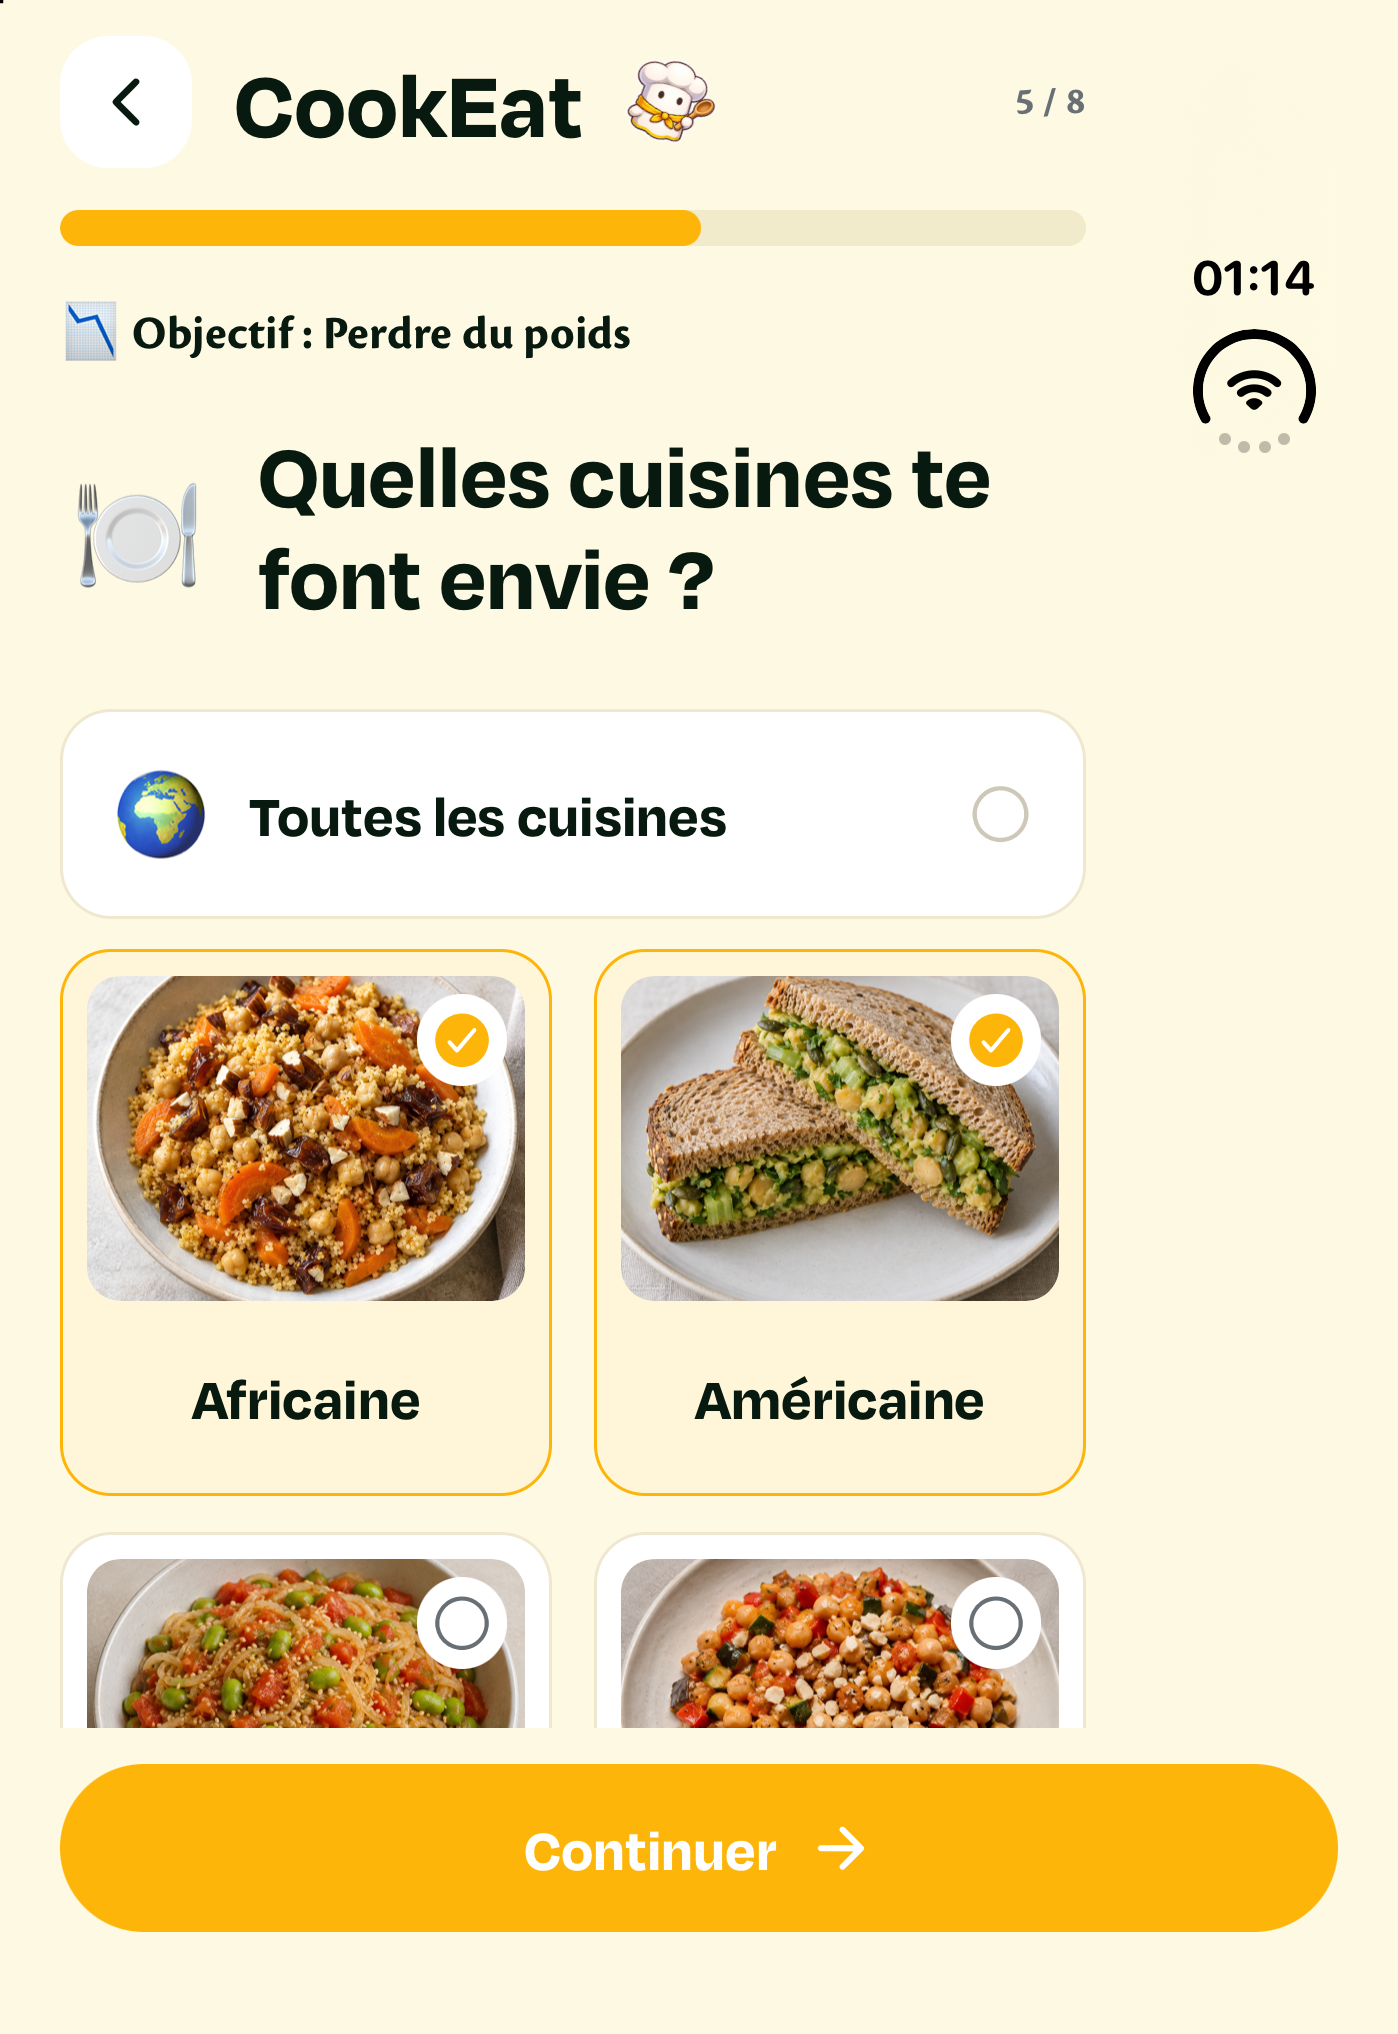 CookEat
5 / 8
01:14
Objectif : Perdre du poids
Quelles cuisines te
font envie ?
Toutes les cuisines
Africaine
Américaine
Continuer